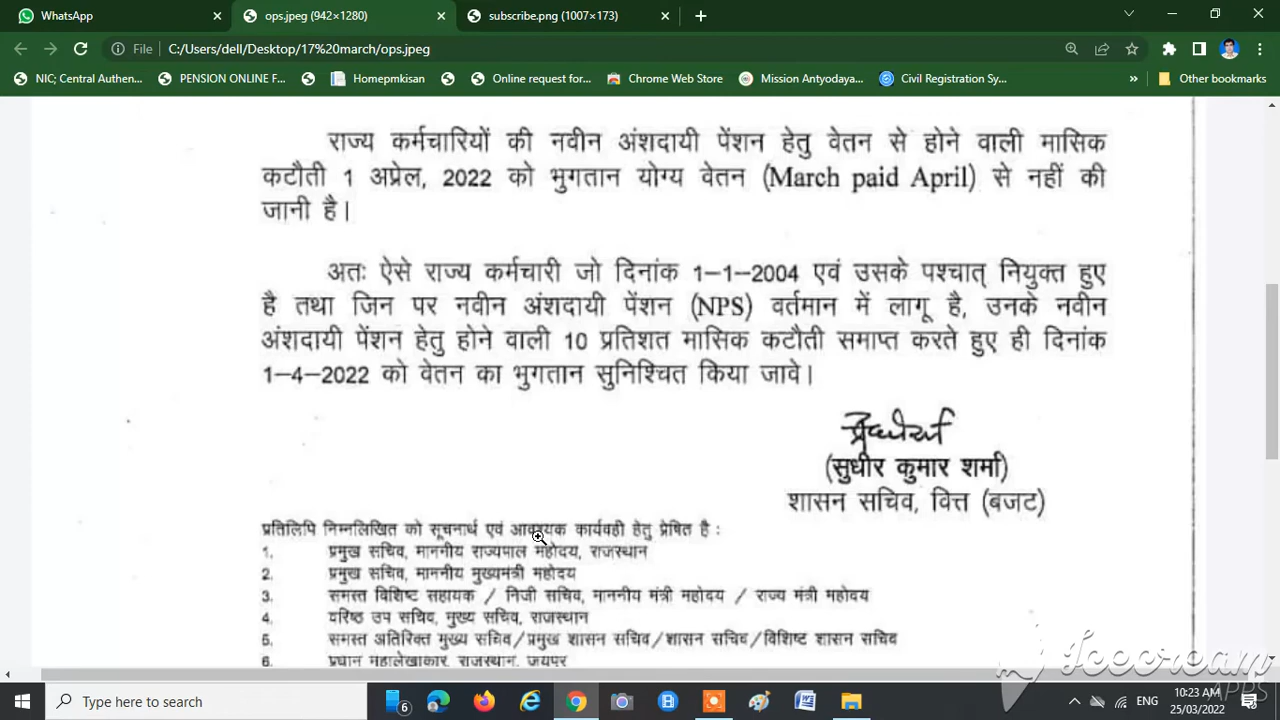 WhatsApp
ops.jpeg (942×1280)
subscribe.png (1007×173)
File C:/Users/dell/Desktop/17%20march/ops.jpeg
NIC; Central Authen... PENSION ONLINE F... Homepmkisan Online request for... Chrome Web Store Mission Antyodaya... Civil Registration Sy... » Other bookmarks
राज्य कर्मचारियों की नवीन अंशदायी पेंशन हेतु वेतन से होने वाली मासिक
कटौती 1 अप्रेल, 2022 को भुगतान योग्य वेतन (March paid April) से नहीं की
जानी है।
अतः ऐसे राज्य कर्मचारी जो दिनांक 1-1-2004 एवं उसके पश्चात् नियुक्त हुए
है तथा जिन पर नवीन अंशदायी पेंशन (NPS) वर्तमान में लागू है, उनके नवीन
अंशदायी पेंशन हेतु होने वाली 10 प्रतिशत मासिक कटौती समाप्त करते हुए ही दिनांक
1-4-2022 को वेतन का भुगतान सुनिश्चित किया जावे।
(सुधीर कुमार शर्मा)
शासन सचिव, वित्त (बजट)
प्रतिलिपि निम्नलिखित को सूचनार्थ एवं आवश्यक कार्यवही हेतु प्रेषित है :
1. प्रमुख सचिव, माननीय राज्यपाल महोदय, राजस्थान
2. प्रमुख सचिव, माननीय मुख्यमंत्री महोदय
3. समस्त विशिष्ट सहायक / निजी सचिव, माननीय मंत्री महोदय / राज्य मंत्री महोदय
4. वरिष्ठ उप सचिव, मुख्य सचिव, राजस्थान
5. समस्त अतिरिक्त मुख्य सचिव/प्रमुख शासन सचिव/शासन सचिव/विशिष्ट शासन सचिव
6. प्रधान महालेखाकार, राजस्थान, जयपुर
Icecream
APPS
Type here to search
6
ENG
10:23 AM
25/03/2022